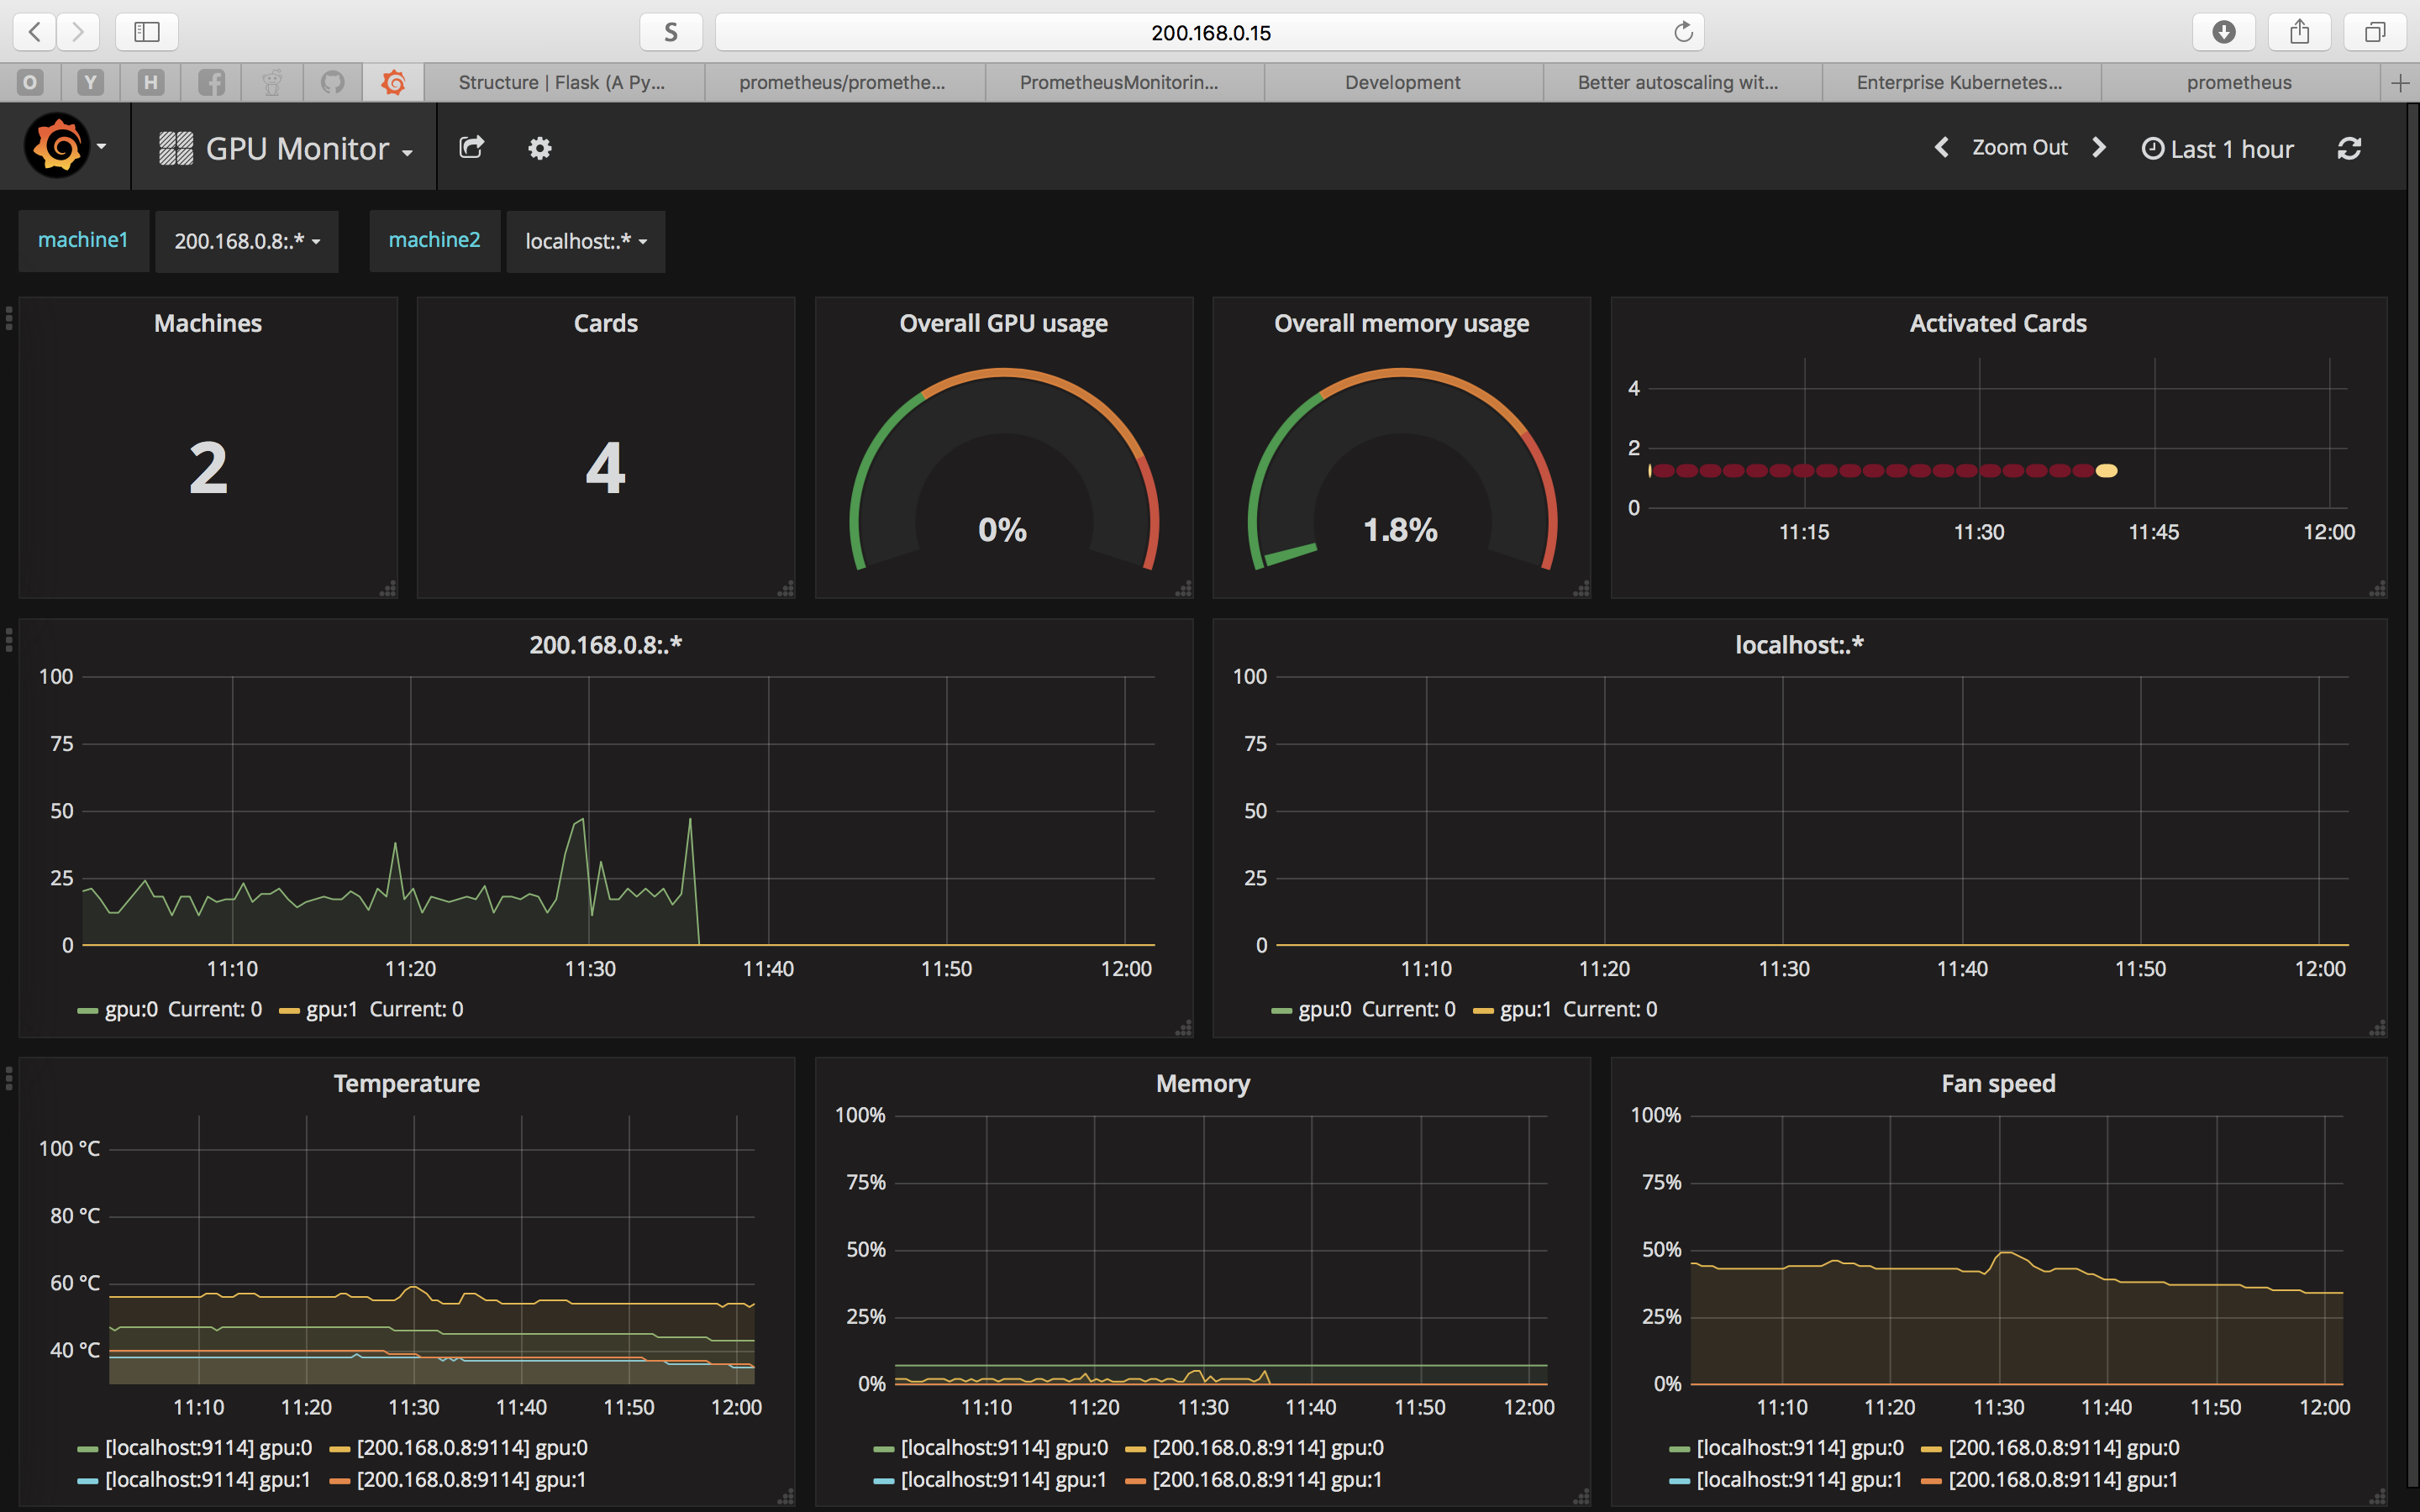 S
200.168.0.15
O Y H Structure | Flask (A Py... prometheus/promethe... PrometheusMonitorin... Development Better autoscaling wit... Enterprise Kubernetes... prometheus
GPU Monitor
Zoom Out
Last 1 hour
machine1 200.168.0.8:.* machine2 localhost:.*
Machines
2
Cards
4
Overall GPU usage
0%
Overall memory usage
1.8%
Activated Cards
4
2
0
11:15 11:30 11:45 12:00
200.168.0.8:.*
100
75
50
25
0
11:10 11:20 11:30 11:40 11:50 12:00
gpu:0 Current: 0 gpu:1 Current: 0
localhost:.*
100
75
50
25
0
11:10 11:20 11:30 11:40 11:50 12:00
gpu:0 Current: 0 gpu:1 Current: 0
Temperature
100 °C
80 °C
60 °C
40 °C
11:10 11:20 11:30 11:40 11:50 12:00
[localhost:9114] gpu:0 [200.168.0.8:9114] gpu:0
[localhost:9114] gpu:1 [200.168.0.8:9114] gpu:1
Memory
100%
75%
50%
25%
0%
11:10 11:20 11:30 11:40 11:50 12:00
[localhost:9114] gpu:0 [200.168.0.8:9114] gpu:0
[localhost:9114] gpu:1 [200.168.0.8:9114] gpu:1
Fan speed
100%
75%
50%
25%
0%
11:10 11:20 11:30 11:40 11:50 12:00
[localhost:9114] gpu:0 [200.168.0.8:9114] gpu:0
[localhost:9114] gpu:1 [200.168.0.8:9114] gpu:1